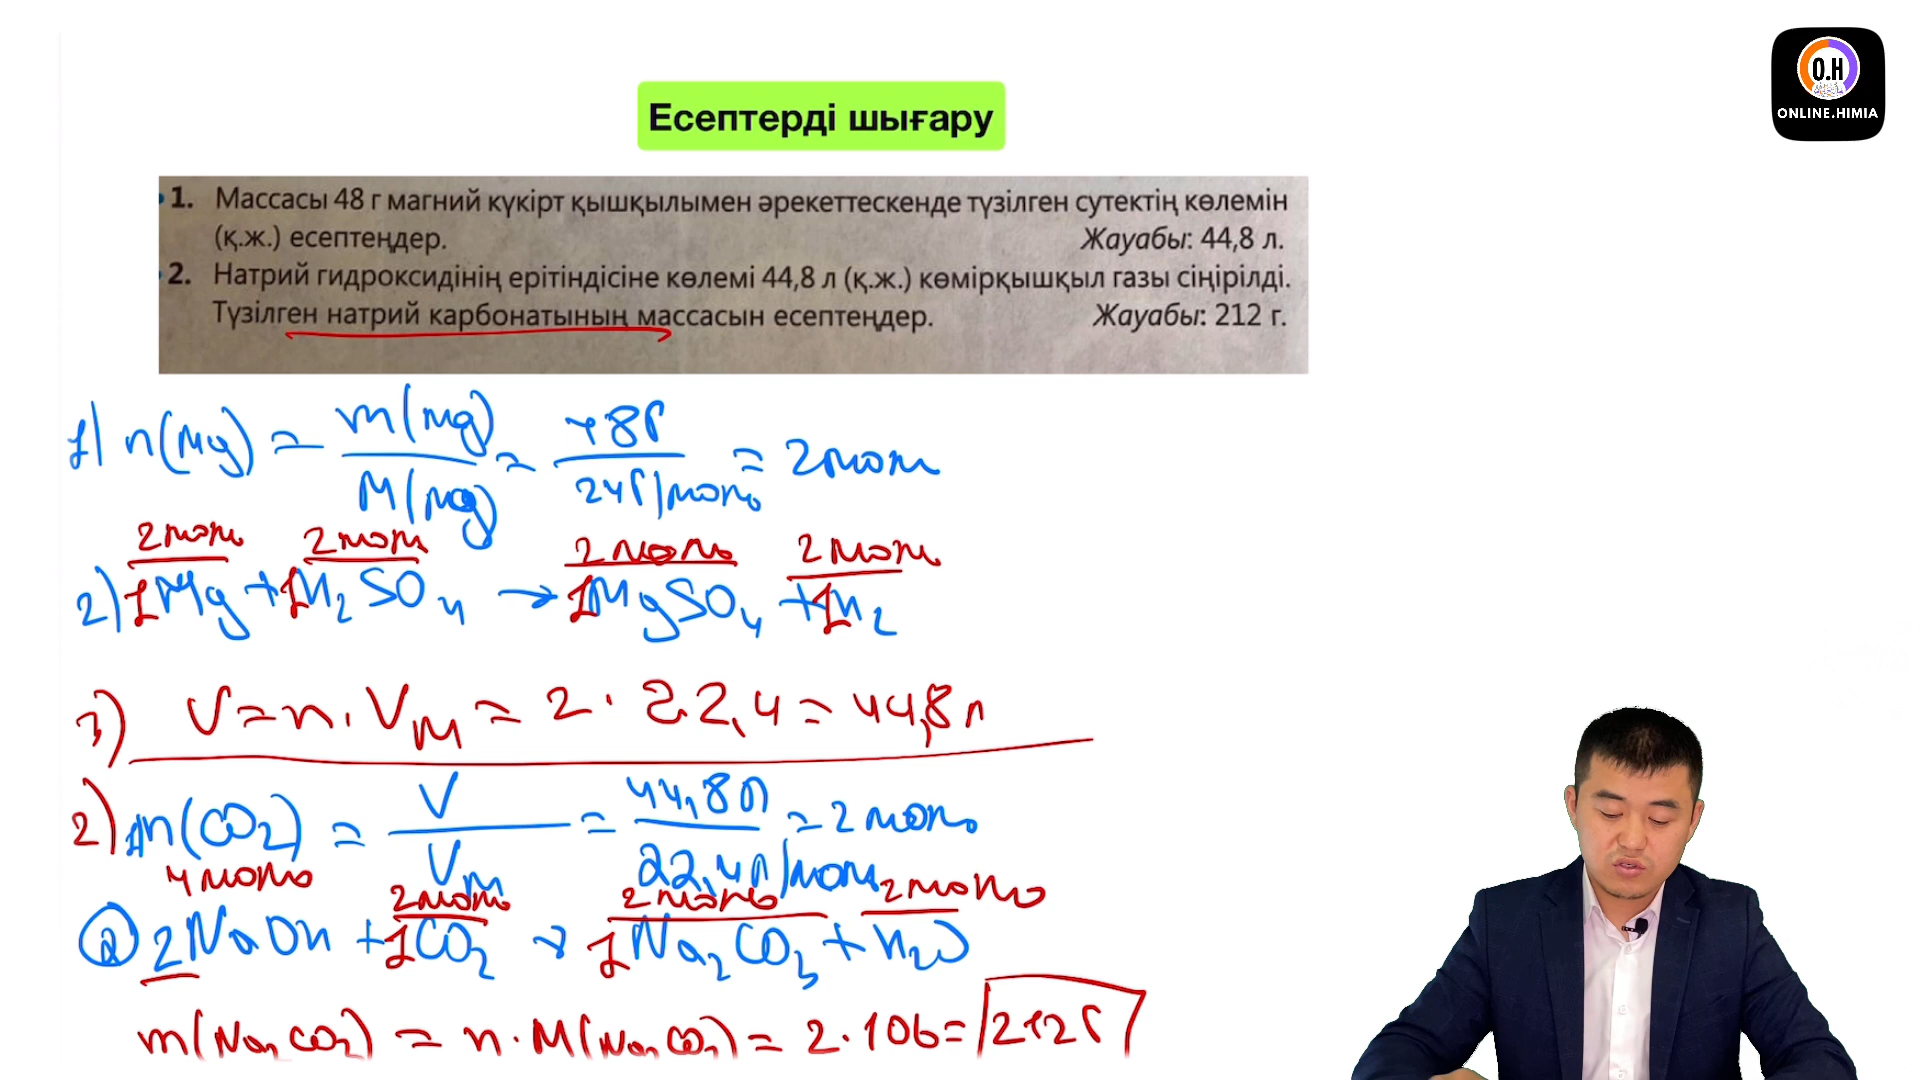 Есептерді шығару
O.H
ONLINE.HIMIA
1. Массасы 48 г магний күкірт қышқылымен әрекеттескенде түзілген сутектің көлемін
(қ.ж.) есептеңдер. Жауабы: 44,8 л.
2. Натрий гидроксидінің ерітіндісіне көлемі 44,8 л (қ.ж.) көмірқышқыл газы сіңірілді.
Түзілген натрий карбонатының массасын есептеңдер. Жауабы: 212 г.
1) n(Mg) = m(Mg) / M(Mg) = 48г / 24г/моль = 2моль
2моль 2моль 2моль 2моль
2) 1Mg + 1H2SO4 → 1MgSO4 + 1H2
3) V = n · VM = 2 · 22,4 = 44,8л
2) 1) n(CO2) = V / VM = 44,8л / 22,4л/моль = 2моль
4моль 2моль 2моль 2моль
2) 2NaOH + 1CO2 → 1Na2CO3 + H2O
m(Na2CO3) = n · M(Na2CO3) = 2 · 106 = 212г